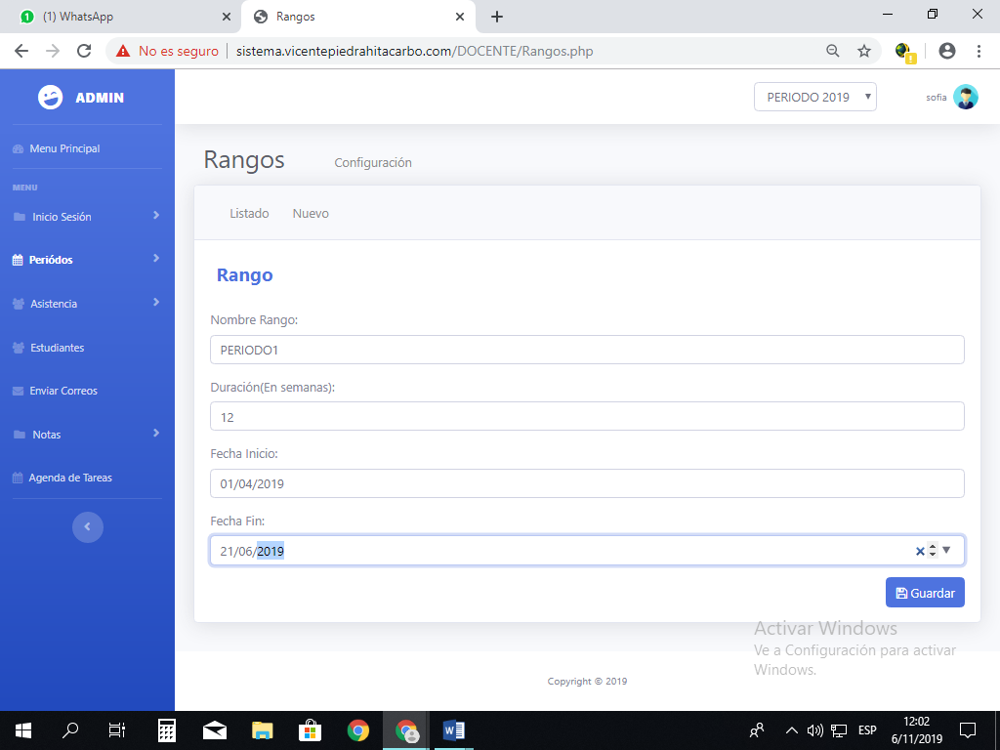 (1) WhatsApp
Rangos
No es seguro
sistema.vicentepiedrahitacarbo.com/DOCENTE/Rangos.php
ADMIN
PERIODO 2019
sofia
Menu Principal
MENU
Inicio Sesión
Periódos
Asistencia
Estudiantes
Enviar Correos
Notas
Agenda de Tareas
Rangos
Configuración
Listado
Nuevo
Rango
Nombre Rango:
PERIODO1
Duración(En semanas):
12
Fecha Inicio:
01/04/2019
Fecha Fin:
21/06/2019
Guardar
Activar Windows
Ve a Configuración para activar
Windows.
Copyright © 2019
ESP
12:02
6/11/2019